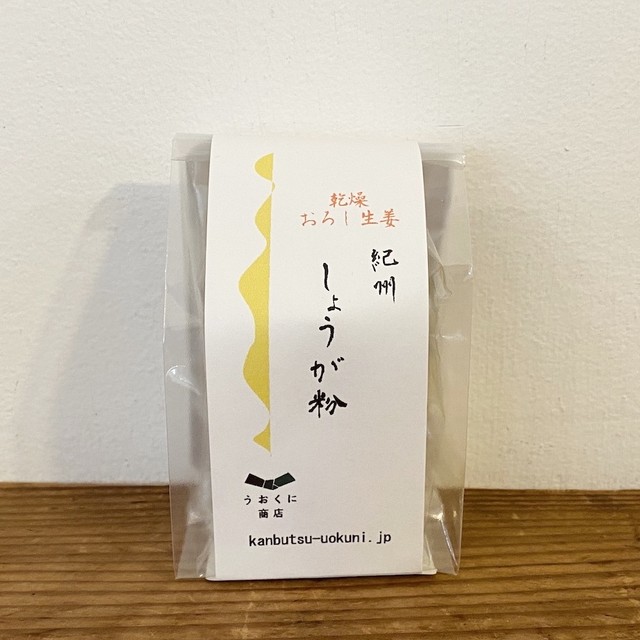 乾燥
おろし生姜
紀州
しょうが粉
うおくに
商店
kanbutsu-uokuni.jp